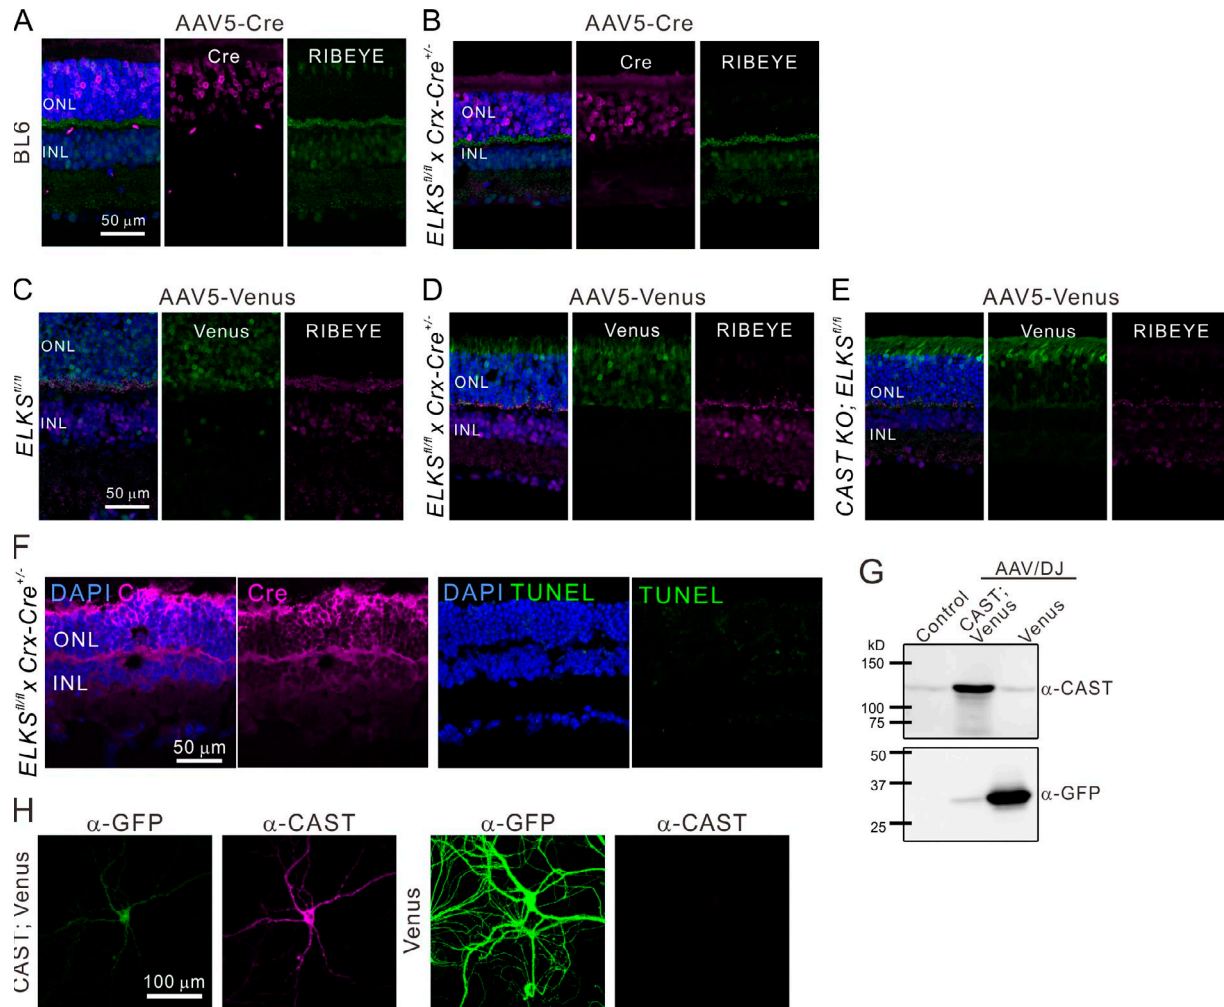 A
AAV5-Cre
Cre
RIBEYE
ONL
INL
50 μm
BL6
B
AAV5-Cre
Cre
RIBEYE
ONL
INL
ELKS fl/fl x Crx-Cre +/-
C
AAV5-Venus
Venus
RIBEYE
ONL
INL
50 μm
ELKS fl/fl
D
AAV5-Venus
Venus
RIBEYE
ONL
INL
ELKS fl/fl x Crx-Cre +/-
E
AAV5-Venus
Venus
RIBEYE
ONL
INL
CAST KO; ELKS fl/fl
F
DAPI Cre
Cre
DAPI TUNEL
TUNEL
ONL
INL
50 μm
ELKS fl/fl x Crx-Cre +/-
G
AAV/DJ
Control
CAST;
Venus
Venus
kD
150
100
75
α-CAST
50
37
25
α-GFP
H
α-GFP
α-CAST
α-GFP
α-CAST
CAST; Venus
100 μm
Venus